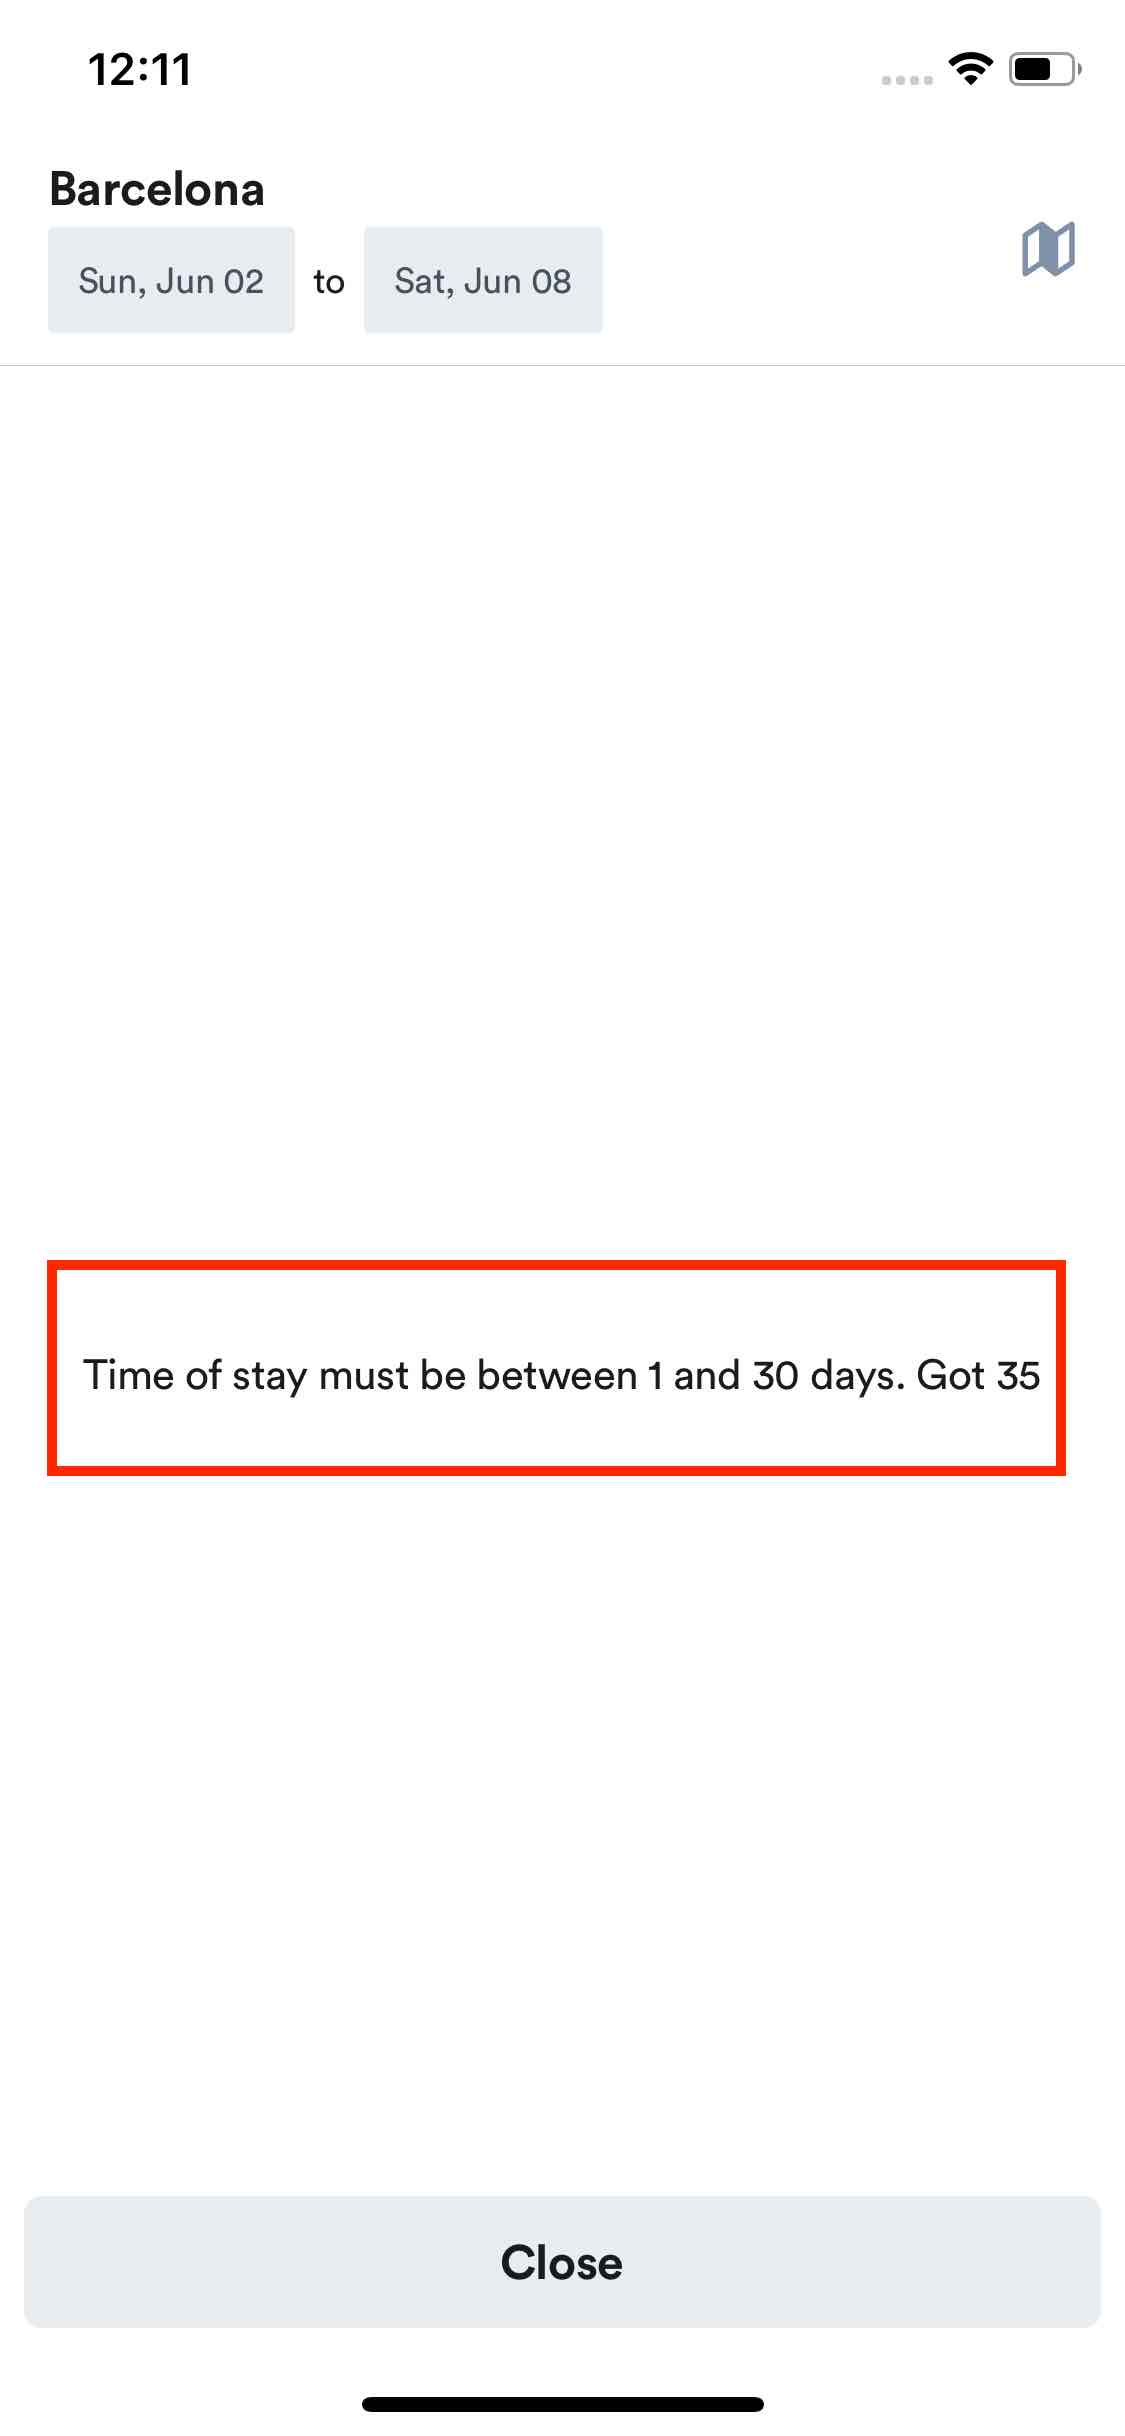 12:11
Barcelona
Sun, Jun 02 to Sat, Jun 08
Time of stay must be between 1 and 30 days. Got 35
Close